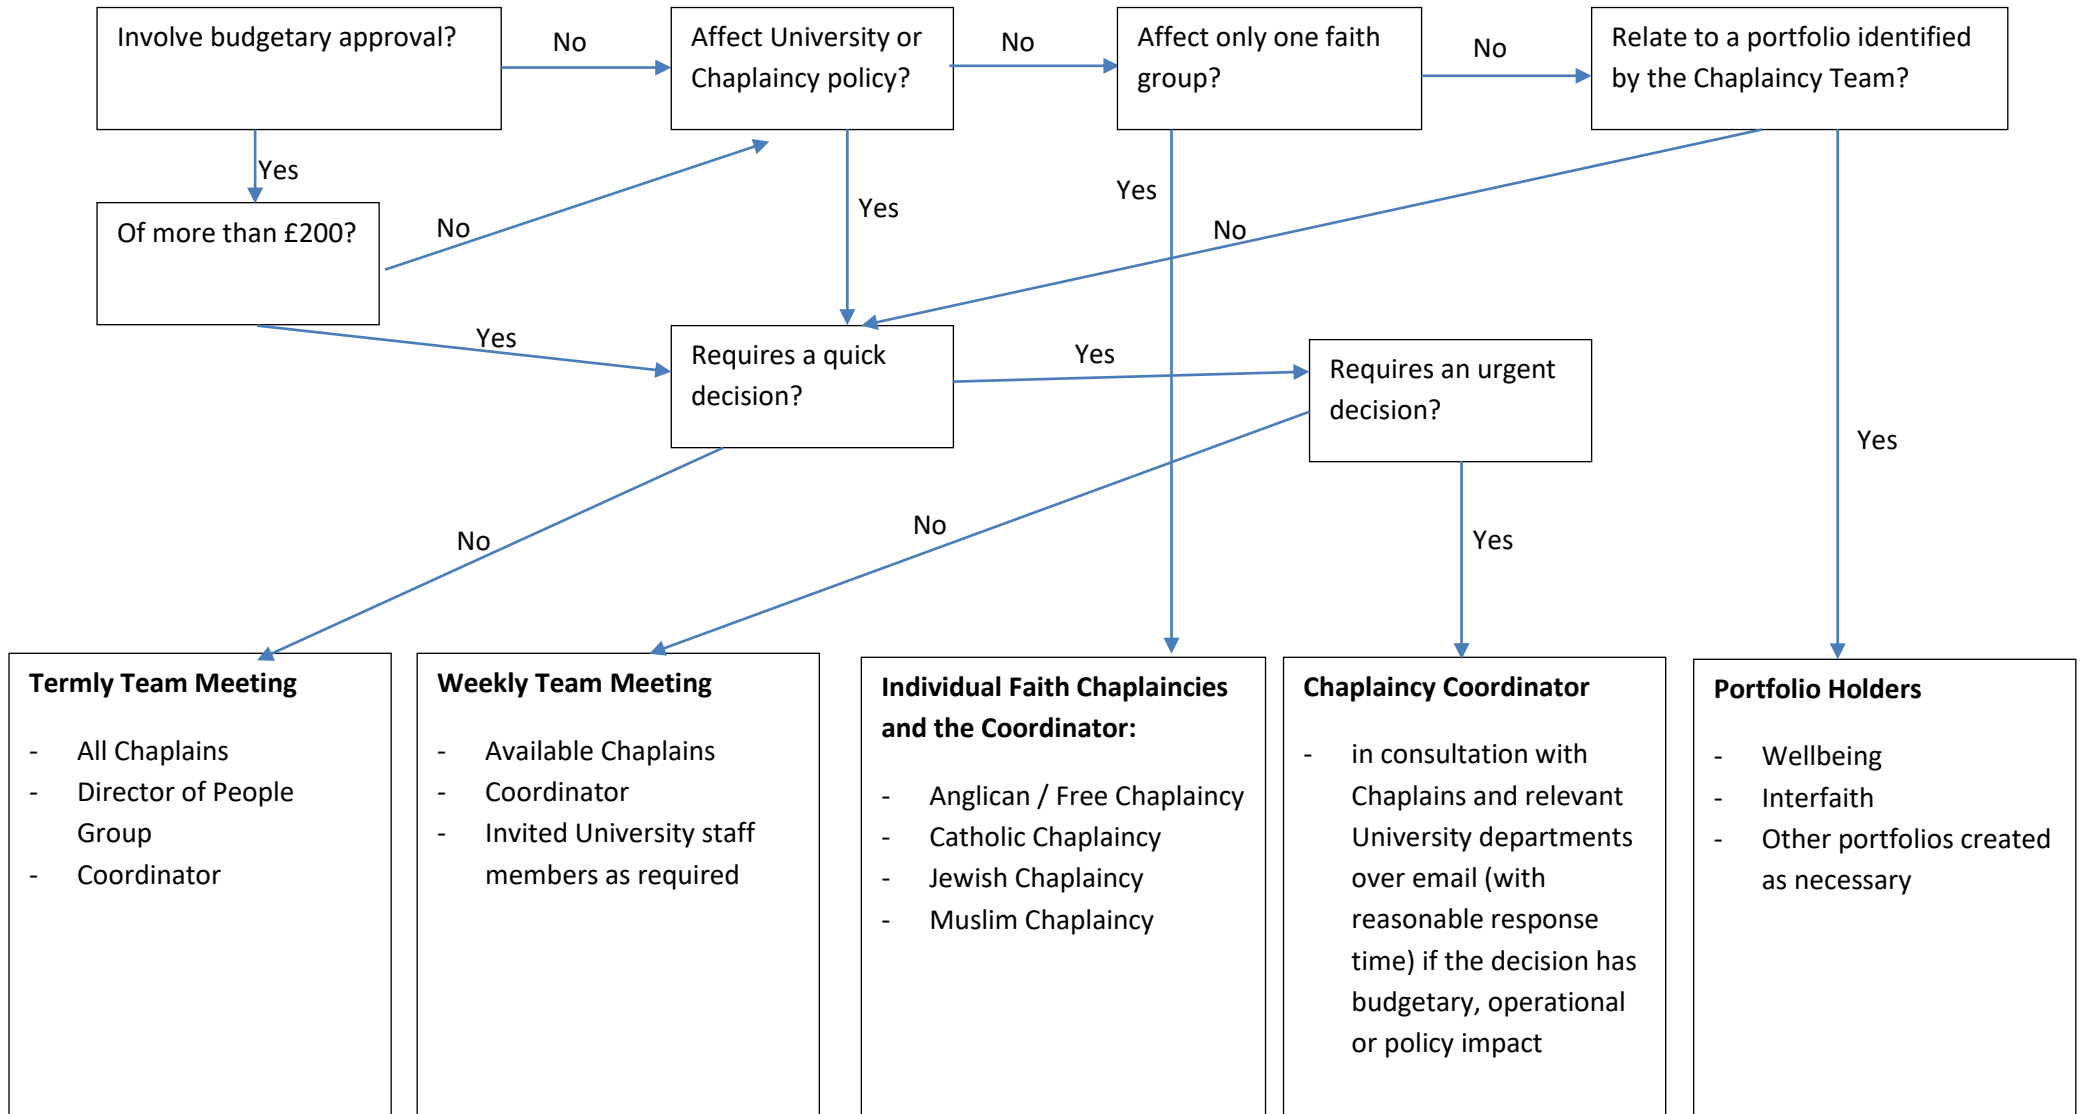 Involve budgetary approval?
No
Affect University or
Chaplaincy policy?
No
Affect only one faith
group?
No
Relate to a portfolio identified
by the Chaplaincy Team?
Yes
Of more than £200?
No
Yes
Yes
No
Yes
Requires a quick
decision?
Yes
Requires an urgent
decision?
Yes
No
No
Yes
Termly Team Meeting
- All Chaplains
- Director of People
Group
- Coordinator
Weekly Team Meeting
- Available Chaplains
- Coordinator
- Invited University staff
members as required
Individual Faith Chaplaincies
and the Coordinator:
- Anglican / Free Chaplaincy
- Catholic Chaplaincy
- Jewish Chaplaincy
- Muslim Chaplaincy
Chaplaincy Coordinator
- in consultation with
Chaplains and relevant
University departments
over email (with
reasonable response
time) if the decision has
budgetary, operational
or policy impact
Portfolio Holders
- Wellbeing
- Interfaith
- Other portfolios created
as necessary